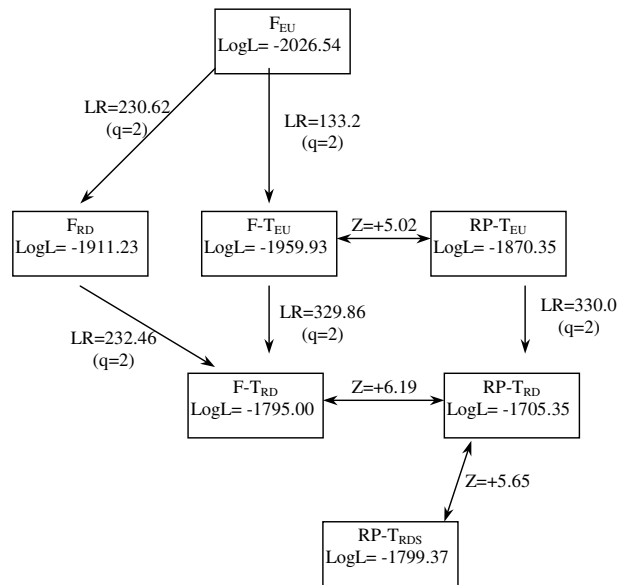 F_EU
LogL= -2026.54
LR=230.62
(q=2)
LR=133.2
(q=2)
F_RD
LogL= -1911.23
F-T_EU
LogL= -1959.93
Z=+5.02
RP-T_EU
LogL= -1870.35
LR=232.46
(q=2)
LR=329.86
(q=2)
LR=330.0
(q=2)
F-T_RD
LogL= -1795.00
Z=+6.19
RP-T_RD
LogL= -1705.35
Z=+5.65
RP-T_RDS
LogL= -1799.37